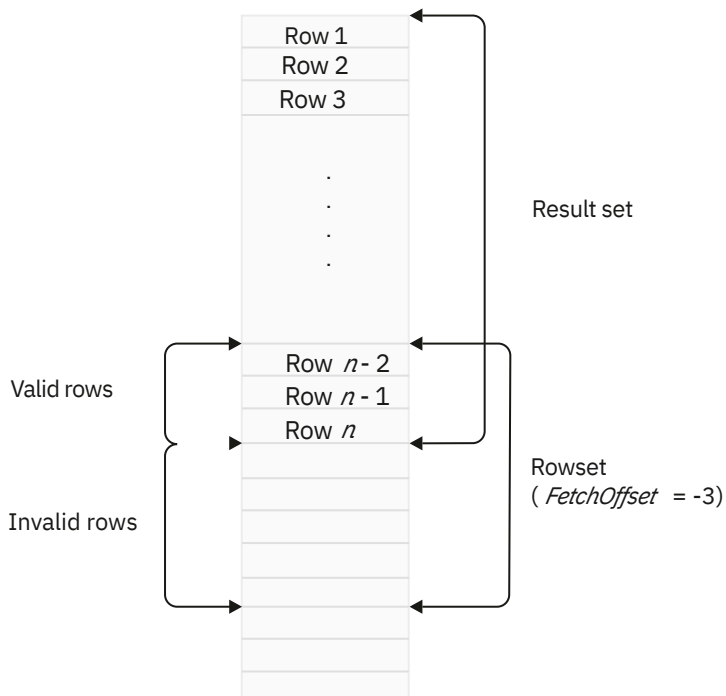 Row 1
Row 2
Row 3
.
.
.
.
Result set
Row n - 2
Row n - 1
Row n
Valid rows
Invalid rows
Rowset
( FetchOffset = -3)